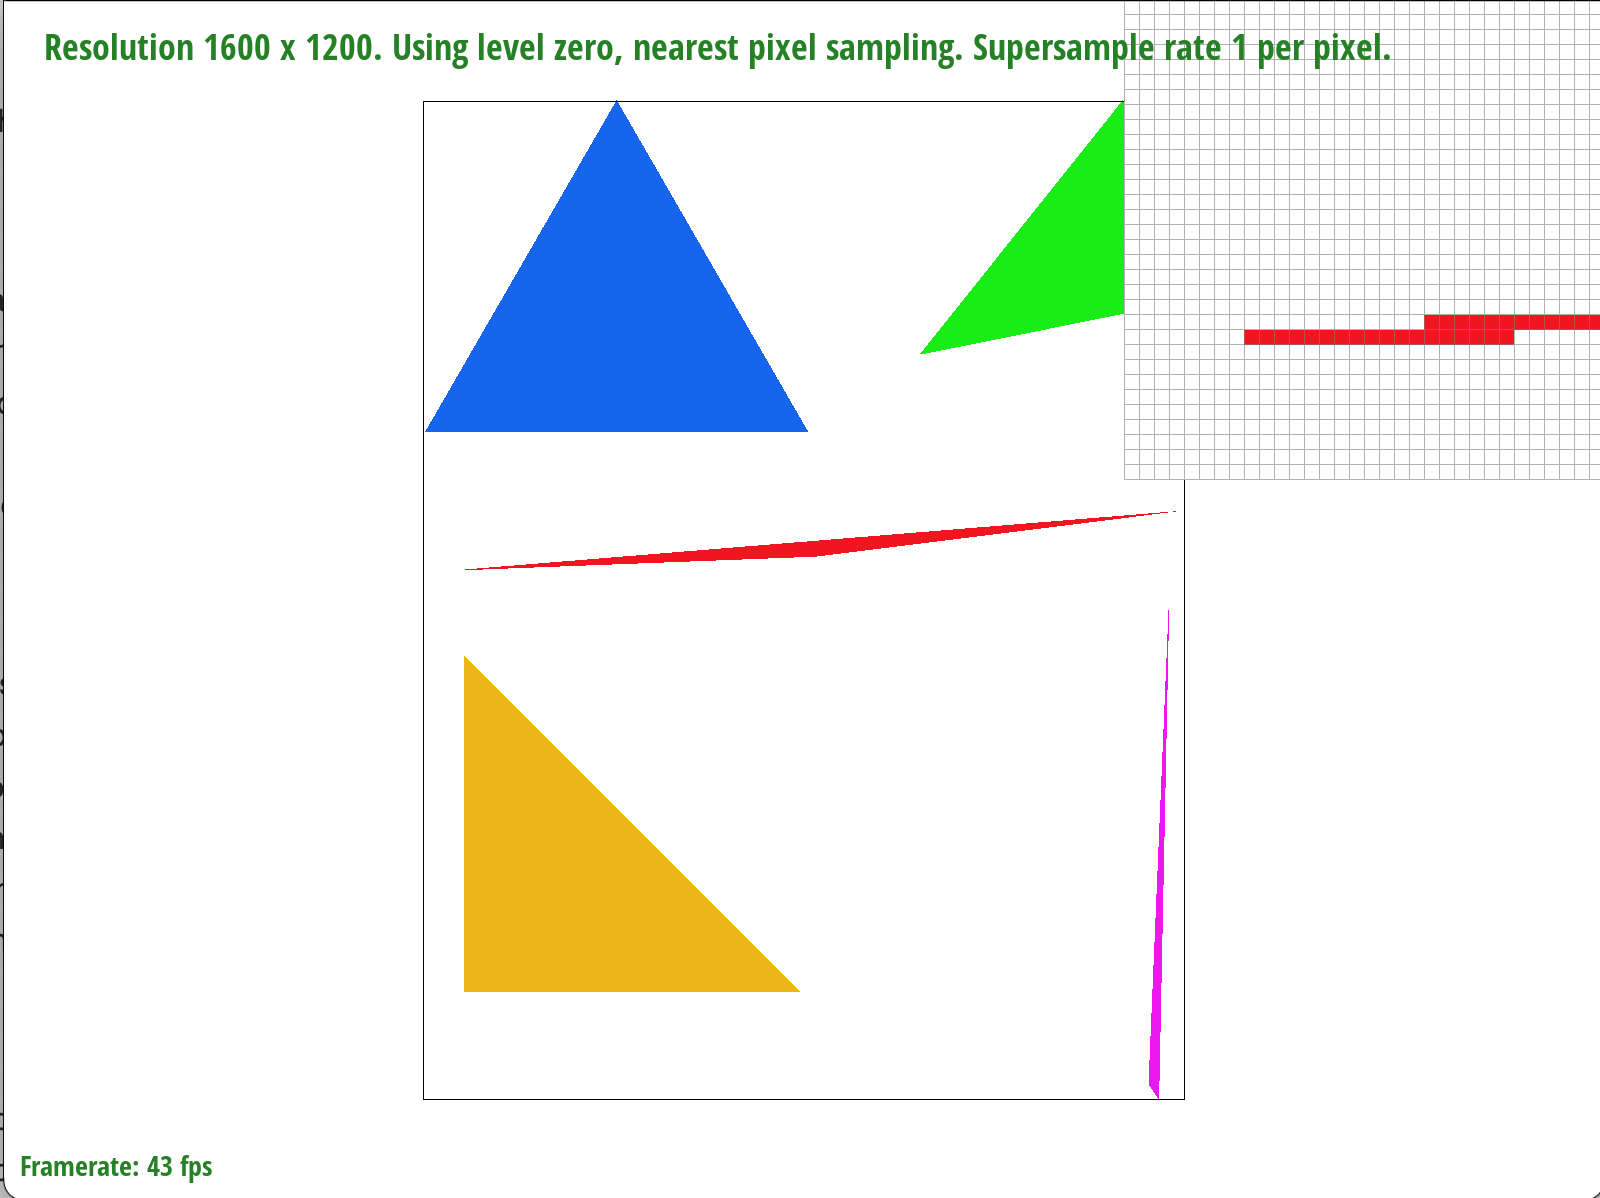 Resolution 1600 x 1200. Using level zero, nearest pixel sampling. Supersample rate 1 per pixel.
Framerate: 43 fps